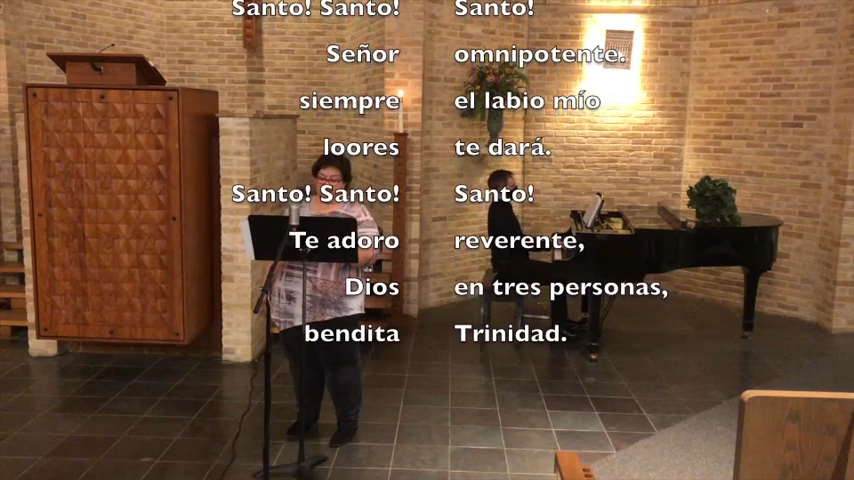 Santo! Santo! Santo!
Señor omnipotente.
siempre el labio mío
loores te dará.
Santo! Santo! Santo!
Te adoro reverente,
Dios en tres personas,
bendita Trinidad.